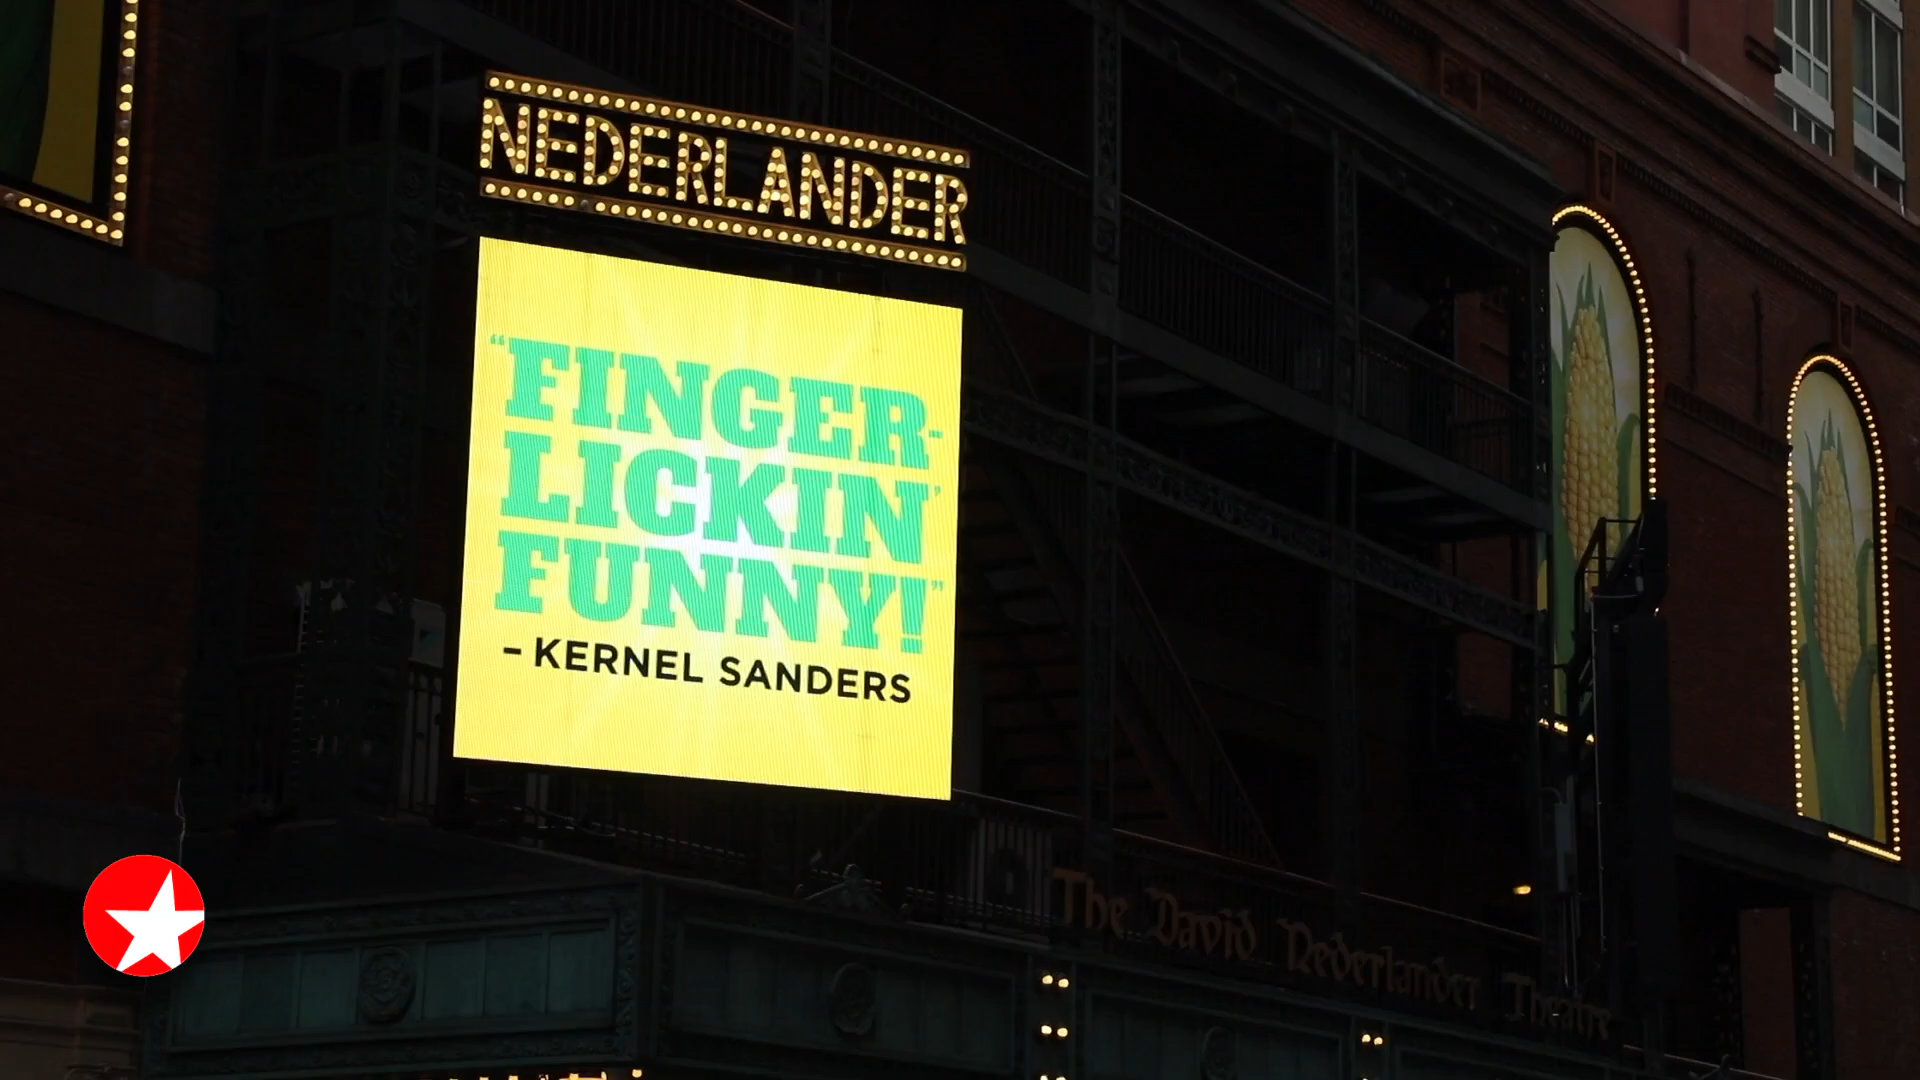 NEDERLANDER
“FINGER-
LICKIN’
FUNNY!”
– KERNEL SANDERS
The David Nederlander Theatre